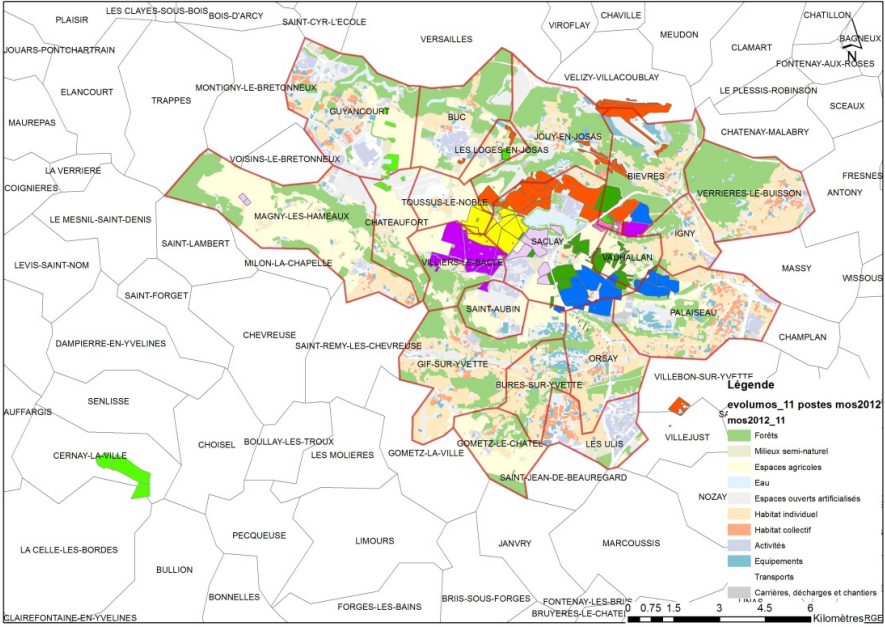 PLAISIR
LES CLAYES-SOUS-BOIS
BOIS-D'ARCY
SAINT-CYR-L'ECOLE
VERSAILLES
VIROFLAY
CHAVILLE
MEUDON
CHATILLON
BAGNEUX
N
CLAMART
FONTENAY-AUX-ROSES
JOUARS-PONTCHARTRAIN
ELANCOURT
TRAPPES
MONTIGNY-LE-BRETONNEUX
VELIZY-VILLACOUBLAY
LE PLESSIS-ROBINSON
SCEAUX
MAUREPAS
GUYANCOURT
BUC
JOUY-EN-JOSAS
CHATENAY-MALABRY
LES LOGES-EN-JOSAS
VOISINS-LE-BRETONNEUX
LA VERRIERE
COIGNIERES
BIEVRES
FRESNES
VERRIERES-LE-BUISSON
ANTONY
TOUSSUS-LE-NOBLE
MAGNY-LES-HAMEAUX
CHATEAUFORT
LE MESNIL-SAINT-DENIS
SAINT-LAMBERT
SACLAY
IGNY
VAUHALLAN
VILLIERS-LE-BACLE
MILON-LA-CHAPELLE
LEVIS-SAINT-NOM
MASSY
WISSOUS
SAINT-FORGET
SAINT-AUBIN
PALAISEAU
CHEVREUSE
CHAMPLAN
DAMPIERRE-EN-YVELINES
SAINT-REMY-LES-CHEVREUSE
GIF-SUR-YVETTE
ORSAY
BURES-SUR-YVETTE
VILLEBON-SUR-YVETTE
SENLISSE
AUFFARGIS
CHOISEL
BOULLAY-LES-TROUX
LES MOLIERES
GOMETZ-LA-VILLE
GOMETZ-LE-CHATEL
LES ULIS
VILLEJUST
CERNAY-LA-VILLE
SAINT-JEAN-DE-BEAUREGARD
NOZAY
PECQUEUSE
LIMOURS
JANVRY
MARCOUSSIS
LA CELLE-LES-BORDES
BULLION
BONNELLES
FORGES-LES-BAINS
BRIIS-SOUS-FORGES
FONTENAY-LES-BRIIS
BRUYERES-LE-CHATEL
CLAIREFONTAINE-EN-YVELINES
Légende
evolumos_11 postes mos2012
mos2012_11
Forêts
Milieux semi-naturel
Espaces agricoles
Eau
Espaces ouverts artificialisés
Habitat individuel
Habitat collectif
Activités
Equipements
Transports
Carrières, décharges et chantiers
0 0.75 1.5 3 4.5 6
Kilomètres